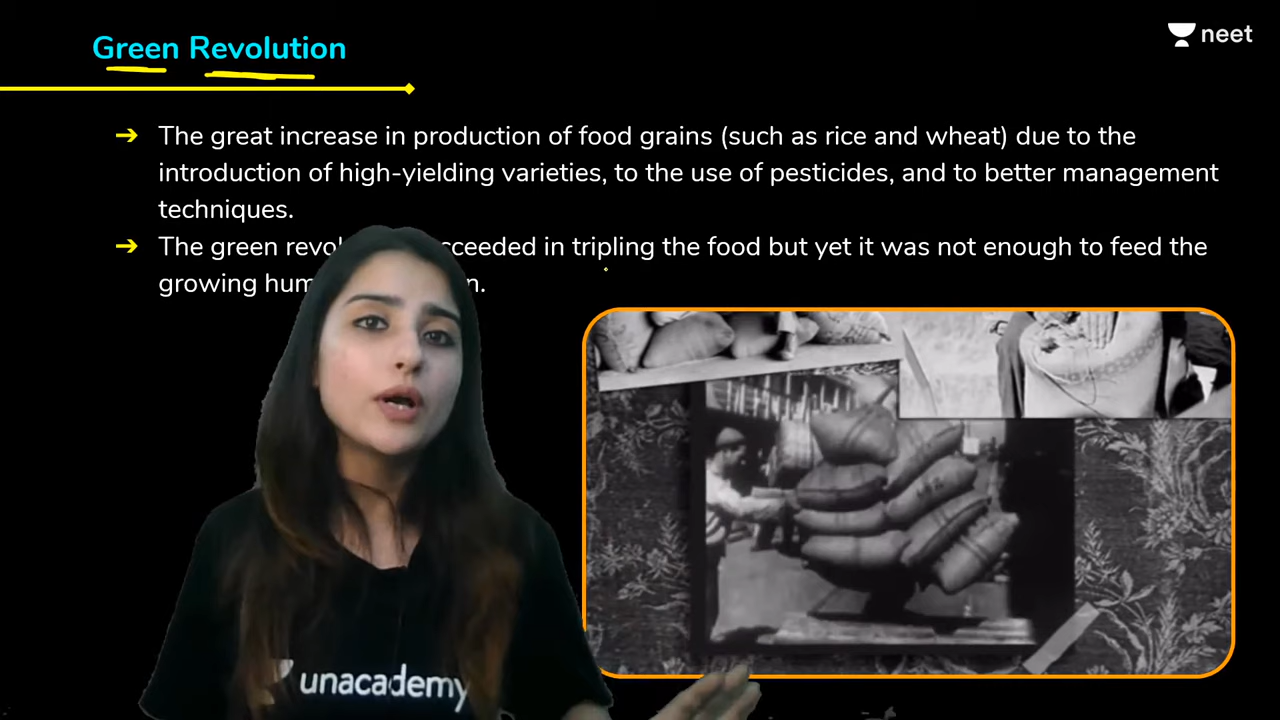 Green Revolution
neet
➔ The great increase in production of food grains (such as rice and wheat) due to the
introduction of high-yielding varieties, to the use of pesticides, and to better management
techniques.
➔ The green cceeded in tripling the food but yet it was not enough to feed the
growing
unacademy